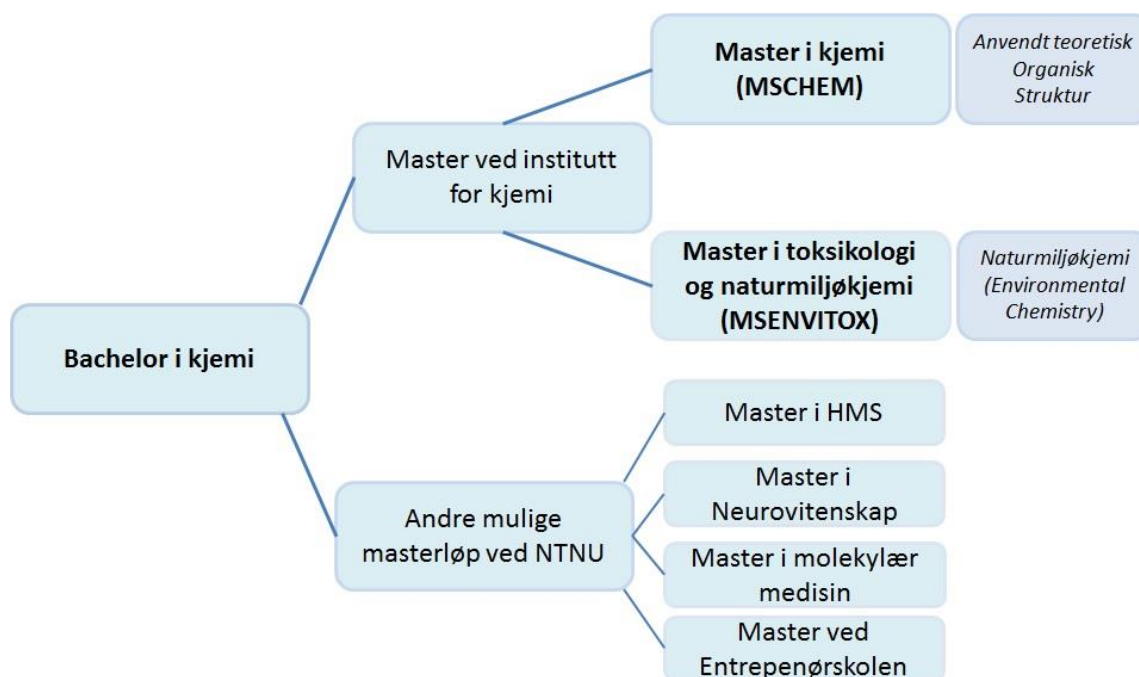 Master i kjemi
(MSCHEM)
Anvendt teoretisk
Organisk
Struktur
Master ved institutt
for kjemi
Master i toksikologi
og naturmiljøkjemi
(MSENVITOX)
Naturmiljøkjemi
(Environmental
Chemistry)
Bachelor i kjemi
Andre mulige
masterløp ved NTNU
Master i HMS
Master i
Neurovitenskap
Master i molekylær
medisin
Master ved
Entrepenørskolen